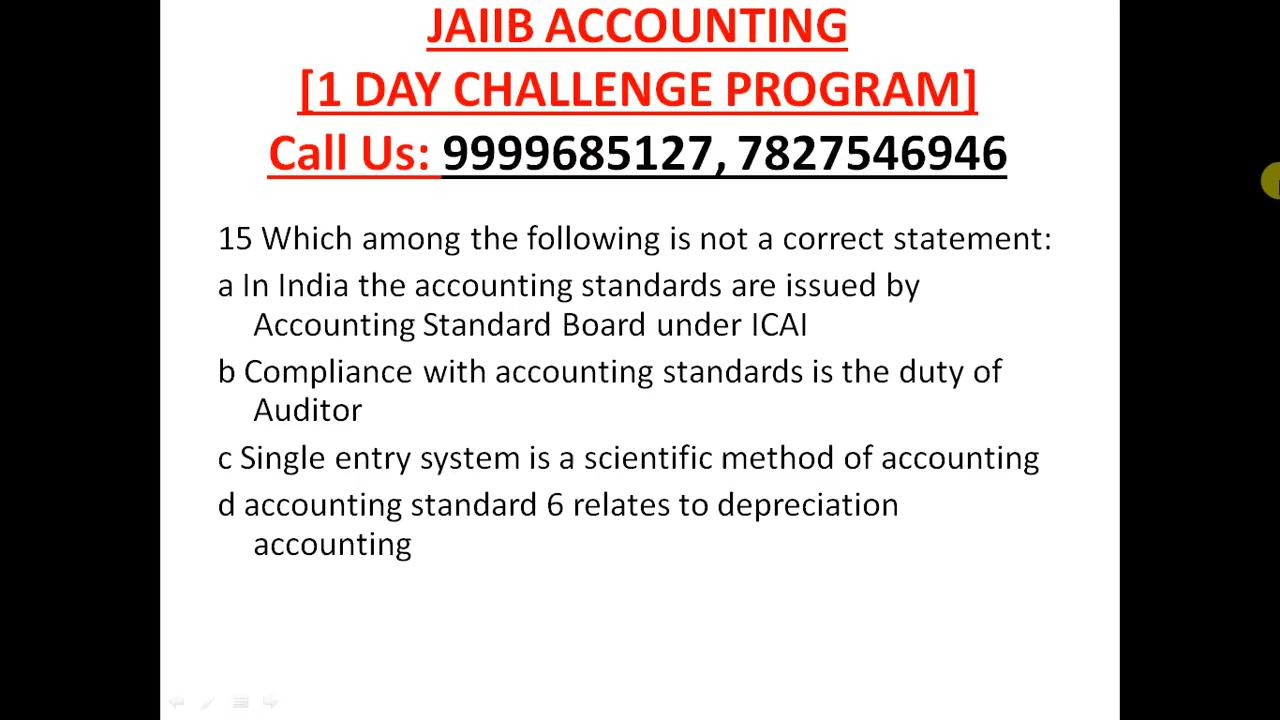 JAIIB ACCOUNTING
[1 DAY CHALLENGE PROGRAM]
Call Us: 9999685127, 7827546946
15 Which among the following is not a correct statement:
a In India the accounting standards are issued by
Accounting Standard Board under ICAI
b Compliance with accounting standards is the duty of
Auditor
c Single entry system is a scientific method of accounting
d accounting standard 6 relates to depreciation
accounting